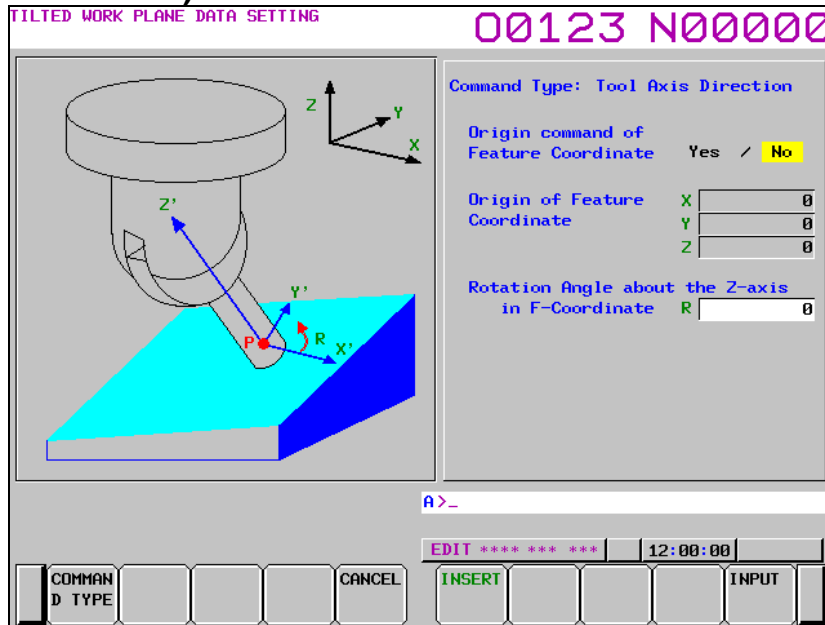 TILTED WORK PLANE DATA SETTING
O0123 N00000
Z
Y
X
Z'
Y'
P
R
X'
Command Type: Tool Axis Direction
Origin command of
Feature Coordinate Yes / No
Origin of Feature X 0
Coordinate Y 0
Z 0
Rotation Angle about the Z-axis
in F-Coordinate R 0
A>_
EDIT **** *** *** 12:00:00
COMMAN
D TYPE
CANCEL
INSERT
INPUT